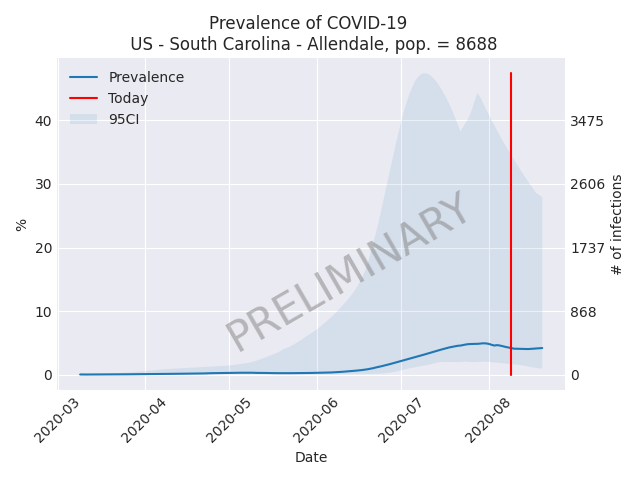 Prevalence of COVID-19
US - South Carolina - Allendale, pop. = 8688
Prevalence
Today
95CI
40
30
20
10
0
%
3475
2606
1737
868
0
# of infections
PRELIMINARY
2020-03
2020-04
2020-05
2020-06
2020-07
2020-08
Date